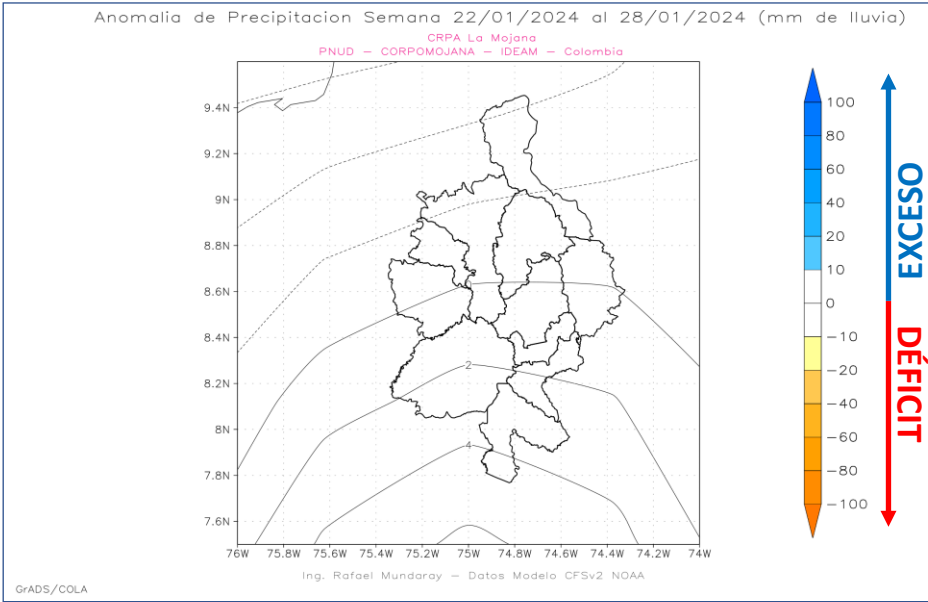 Anomalia de Precipitacion Semana 22/01/2024 al 28/01/2024 (mm de lluvia)
CRPA La Mojana
PNUD – CORPOMOJANA – IDEAM – Colombia
9.4N
9.2N
9N
8.8N
8.6N
8.4N
8.2N
8N
7.8N
7.6N
2
4
76W 75.8W 75.6W 75.4W 75.2W 75W 74.8W 74.6W 74.4W 74.2W 74W
100
80
60
40
20
10
0
−10
−20
−40
−60
−80
−100
EXCESO
DÉFICIT
Ing. Rafael Mundaray – Datos Modelo CFSv2 NOAA
GrADS/COLA